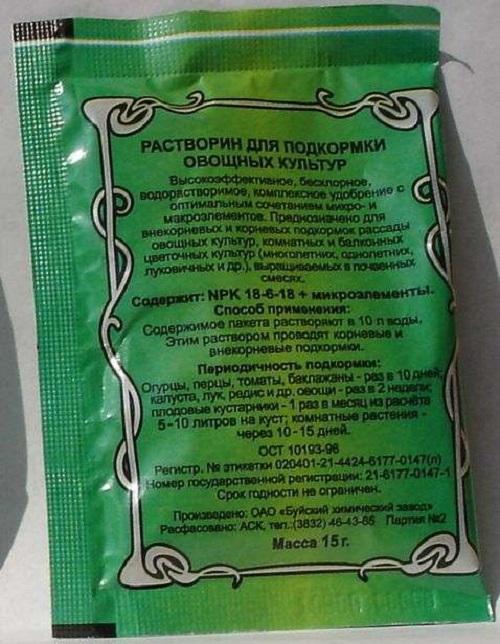 РАСТВОРИН ДЛЯ ПОДКОРМКИ
ОВОЩНЫХ КУЛЬТУР
Высокоэффективное, бесхлорное,
водорастворимое, комплексное удобрение с
оптимальным сочетанием микро- и
макроэлементов. Предназначено для
внекорневых и корневых подкормок рассады
овощных культур, комнатных и балконных
цветочных культур (многолетних, однолетних,
луковичных и др.), выращиваемых в почвенных
смесях.
Содержит: NPK 18-6-18 + микроэлементы.
Способ применения:
Содержимое пакета растворяют в 10 л воды.
Этим раствором проводят корневые и
внекорневые подкормки.
Периодичность подкормки:
Огурцы, перцы, томаты, баклажаны - раз в 10 дней;
капуста, лук, редис и др. овощи - раз в 2 недели;
плодовые кустарники - 1 раз в месяц из расчёта
5-10 литров на куст; комнатные растения -
через 10-15 дней.
ОСТ 10193-96
Регистр. № этикетки 020401-21-4424-6177-0147(п)
Номер государственной регистрации: 21-6177-0147-1
Срок годности не ограничен.
Произведено: ОАО «Буйский химический завод»
Расфасовано: АСК, тел.:(3832) 46-43-65 Партия №2
Масса 15 г.